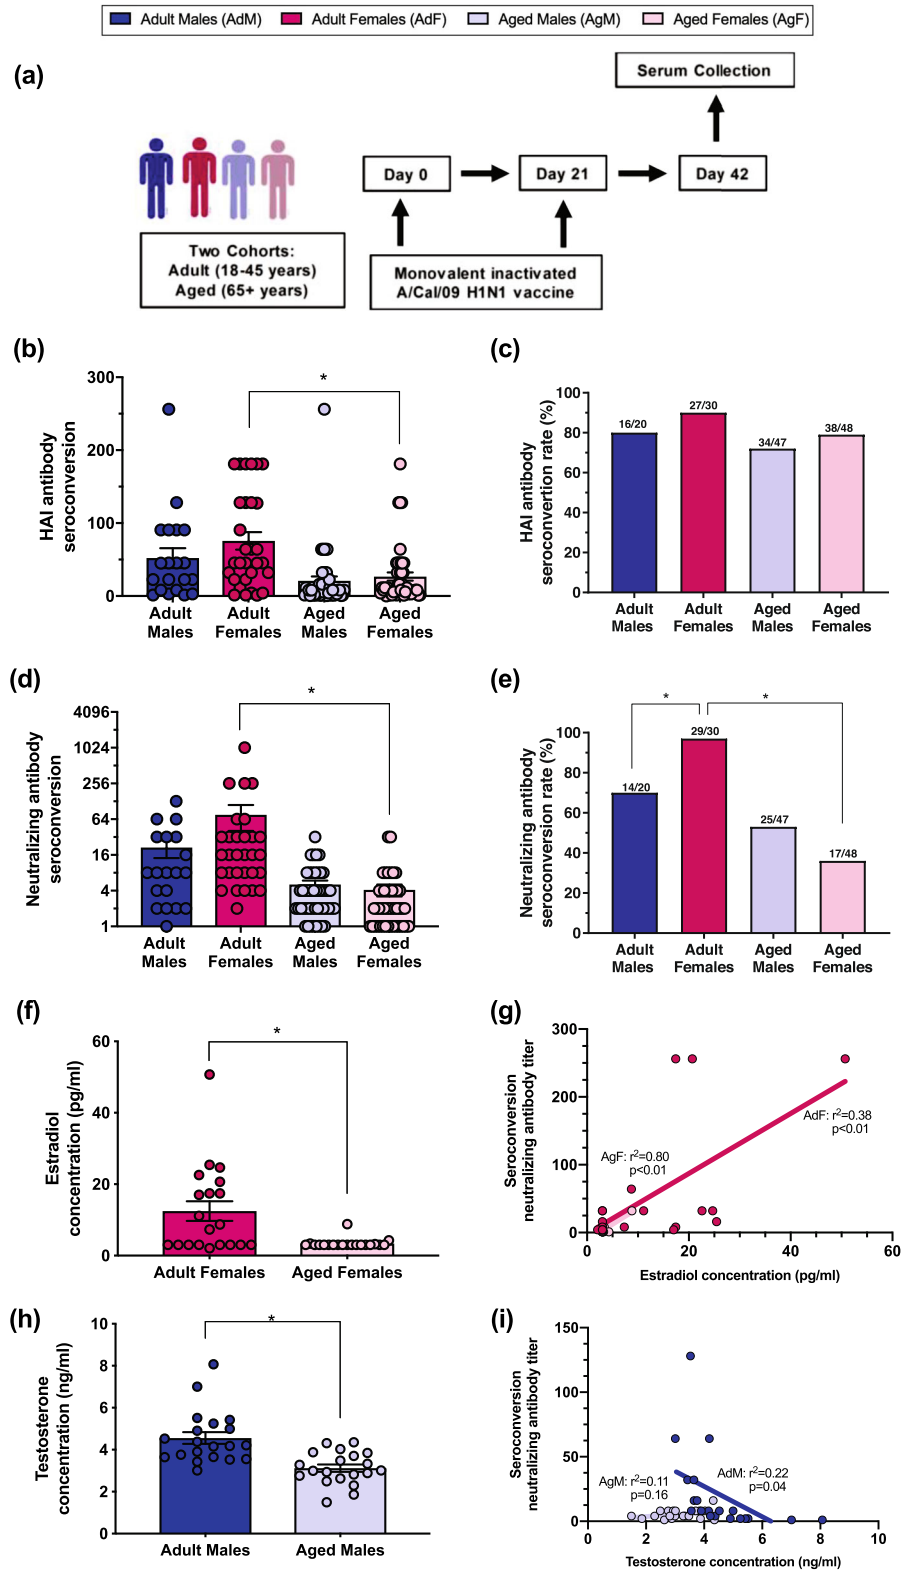 Adult Males (AdM) Adult Females (AdF) Aged Males (AgM) Aged Females (AgF)
(a)
Serum Collection
Day 0 Day 21 Day 42
Two Cohorts:
Adult (18-45 years)
Aged (65+ years)
Monovalent inactivated
A/Cal/09 H1N1 vaccine
(b)
HAI antibody
seroconversion
300
200
100
0
*
Adult
Males
Adult
Females
Aged
Males
Aged
Females
(c)
HAI antibody
seroconvertion rate (%)
100
80
60
40
20
0
16/20
27/30
34/47
38/48
Adult
Males
Adult
Females
Aged
Males
Aged
Females
(d)
Neutralizing antibody
seroconversion
4096
1024
256
64
16
4
1
*
Adult
Males
Adult
Females
Aged
Males
Aged
Females
(e)
Neutralizing antibody
seroconversion rate (%)
100
80
60
40
20
0
* *
14/20
29/30
25/47
17/48
Adult
Males
Adult
Females
Aged
Males
Aged
Females
(f)
Estradiol
concentration (pg/ml)
60
40
20
0
*
Adult Females Aged Females
(g)
Seroconversion
neutralizing antibody titer
300
200
100
0
AdF: r²=0.38
p<0.01
AgF: r²=0.80
p<0.01
0 20 40 60
Estradiol concentration (pg/ml)
(h)
Testosterone
concentration (ng/ml)
10
8
6
4
2
0
*
Adult Males Aged Males
(i)
Seroconversion
neutralizing antibody titer
150
100
50
0
AgM: r²=0.11
p=0.16
AdM: r²=0.22
p=0.04
0 2 4 6 8 10
Testosterone concentration (ng/ml)